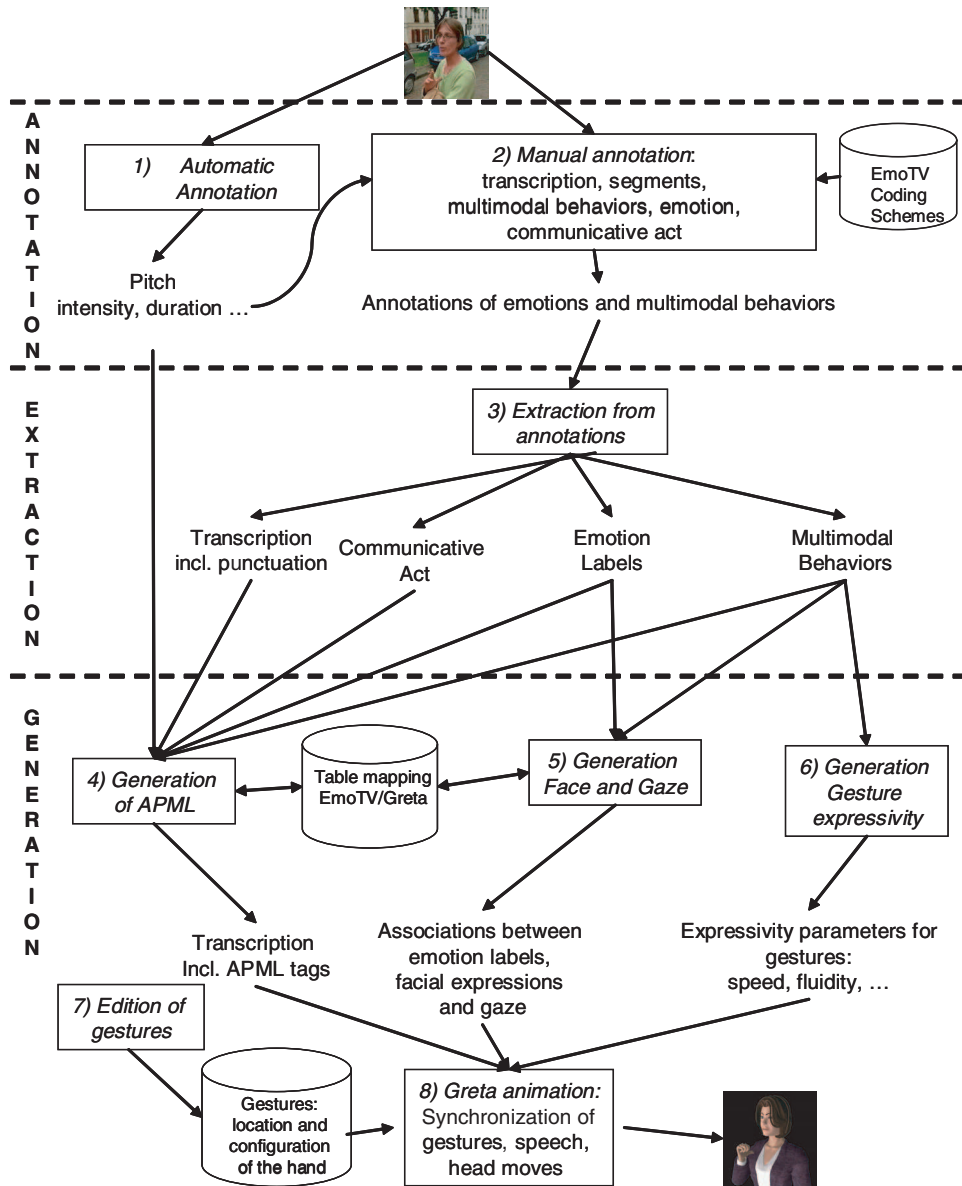 ANNOTATION
1) Automatic
Annotation
2) Manual annotation:
transcription, segments,
multimodal behaviors, emotion,
communicative act
EmoTV
Coding
Schemes
Pitch
intensity, duration …
Annotations of emotions and multimodal behaviors
EXTRACTION
3) Extraction from
annotations
Transcription
incl. punctuation
Communicative
Act
Emotion
Labels
Multimodal
Behaviors
GENERATION
4) Generation
of APML
Table mapping
EmoTV/Greta
5) Generation
Face and Gaze
6) Generation
Gesture
expressivity
Transcription
Incl. APML tags
Associations between
emotion labels,
facial expressions
and gaze
Expressivity parameters for
gestures:
speed, fluidity, …
7) Edition of
gestures
Gestures:
location and
configuration
of the hand
8) Greta animation:
Synchronization of
gestures, speech,
head moves